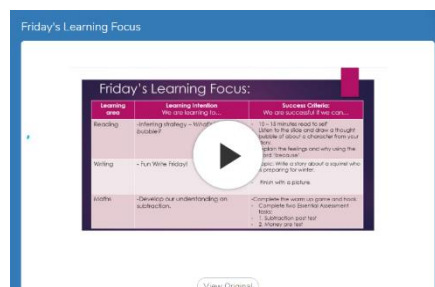 Friday's Learning Focus
Friday's Learning Focus:
Learning area
Learning Intention
We are learning to...
Success Criteria:
We are successful if we can...
Reading
-Inferring strategy - What's
bubble?
10 – 15 minutes read to self
Listen to the slide and draw a thought
bubble of about a character from your
the feelings and why using the
'because'
Writing
- Fun Write Friday!
Write a story about a squirrel who
preparing for winter.
Finish with a picture.
Maths
-Develop our understanding on
subtraction.
-Complete the warm up game and task:
Complete two Essential Assessment
tasks:
1. Subtraction post test
2. Money pre test
View Original